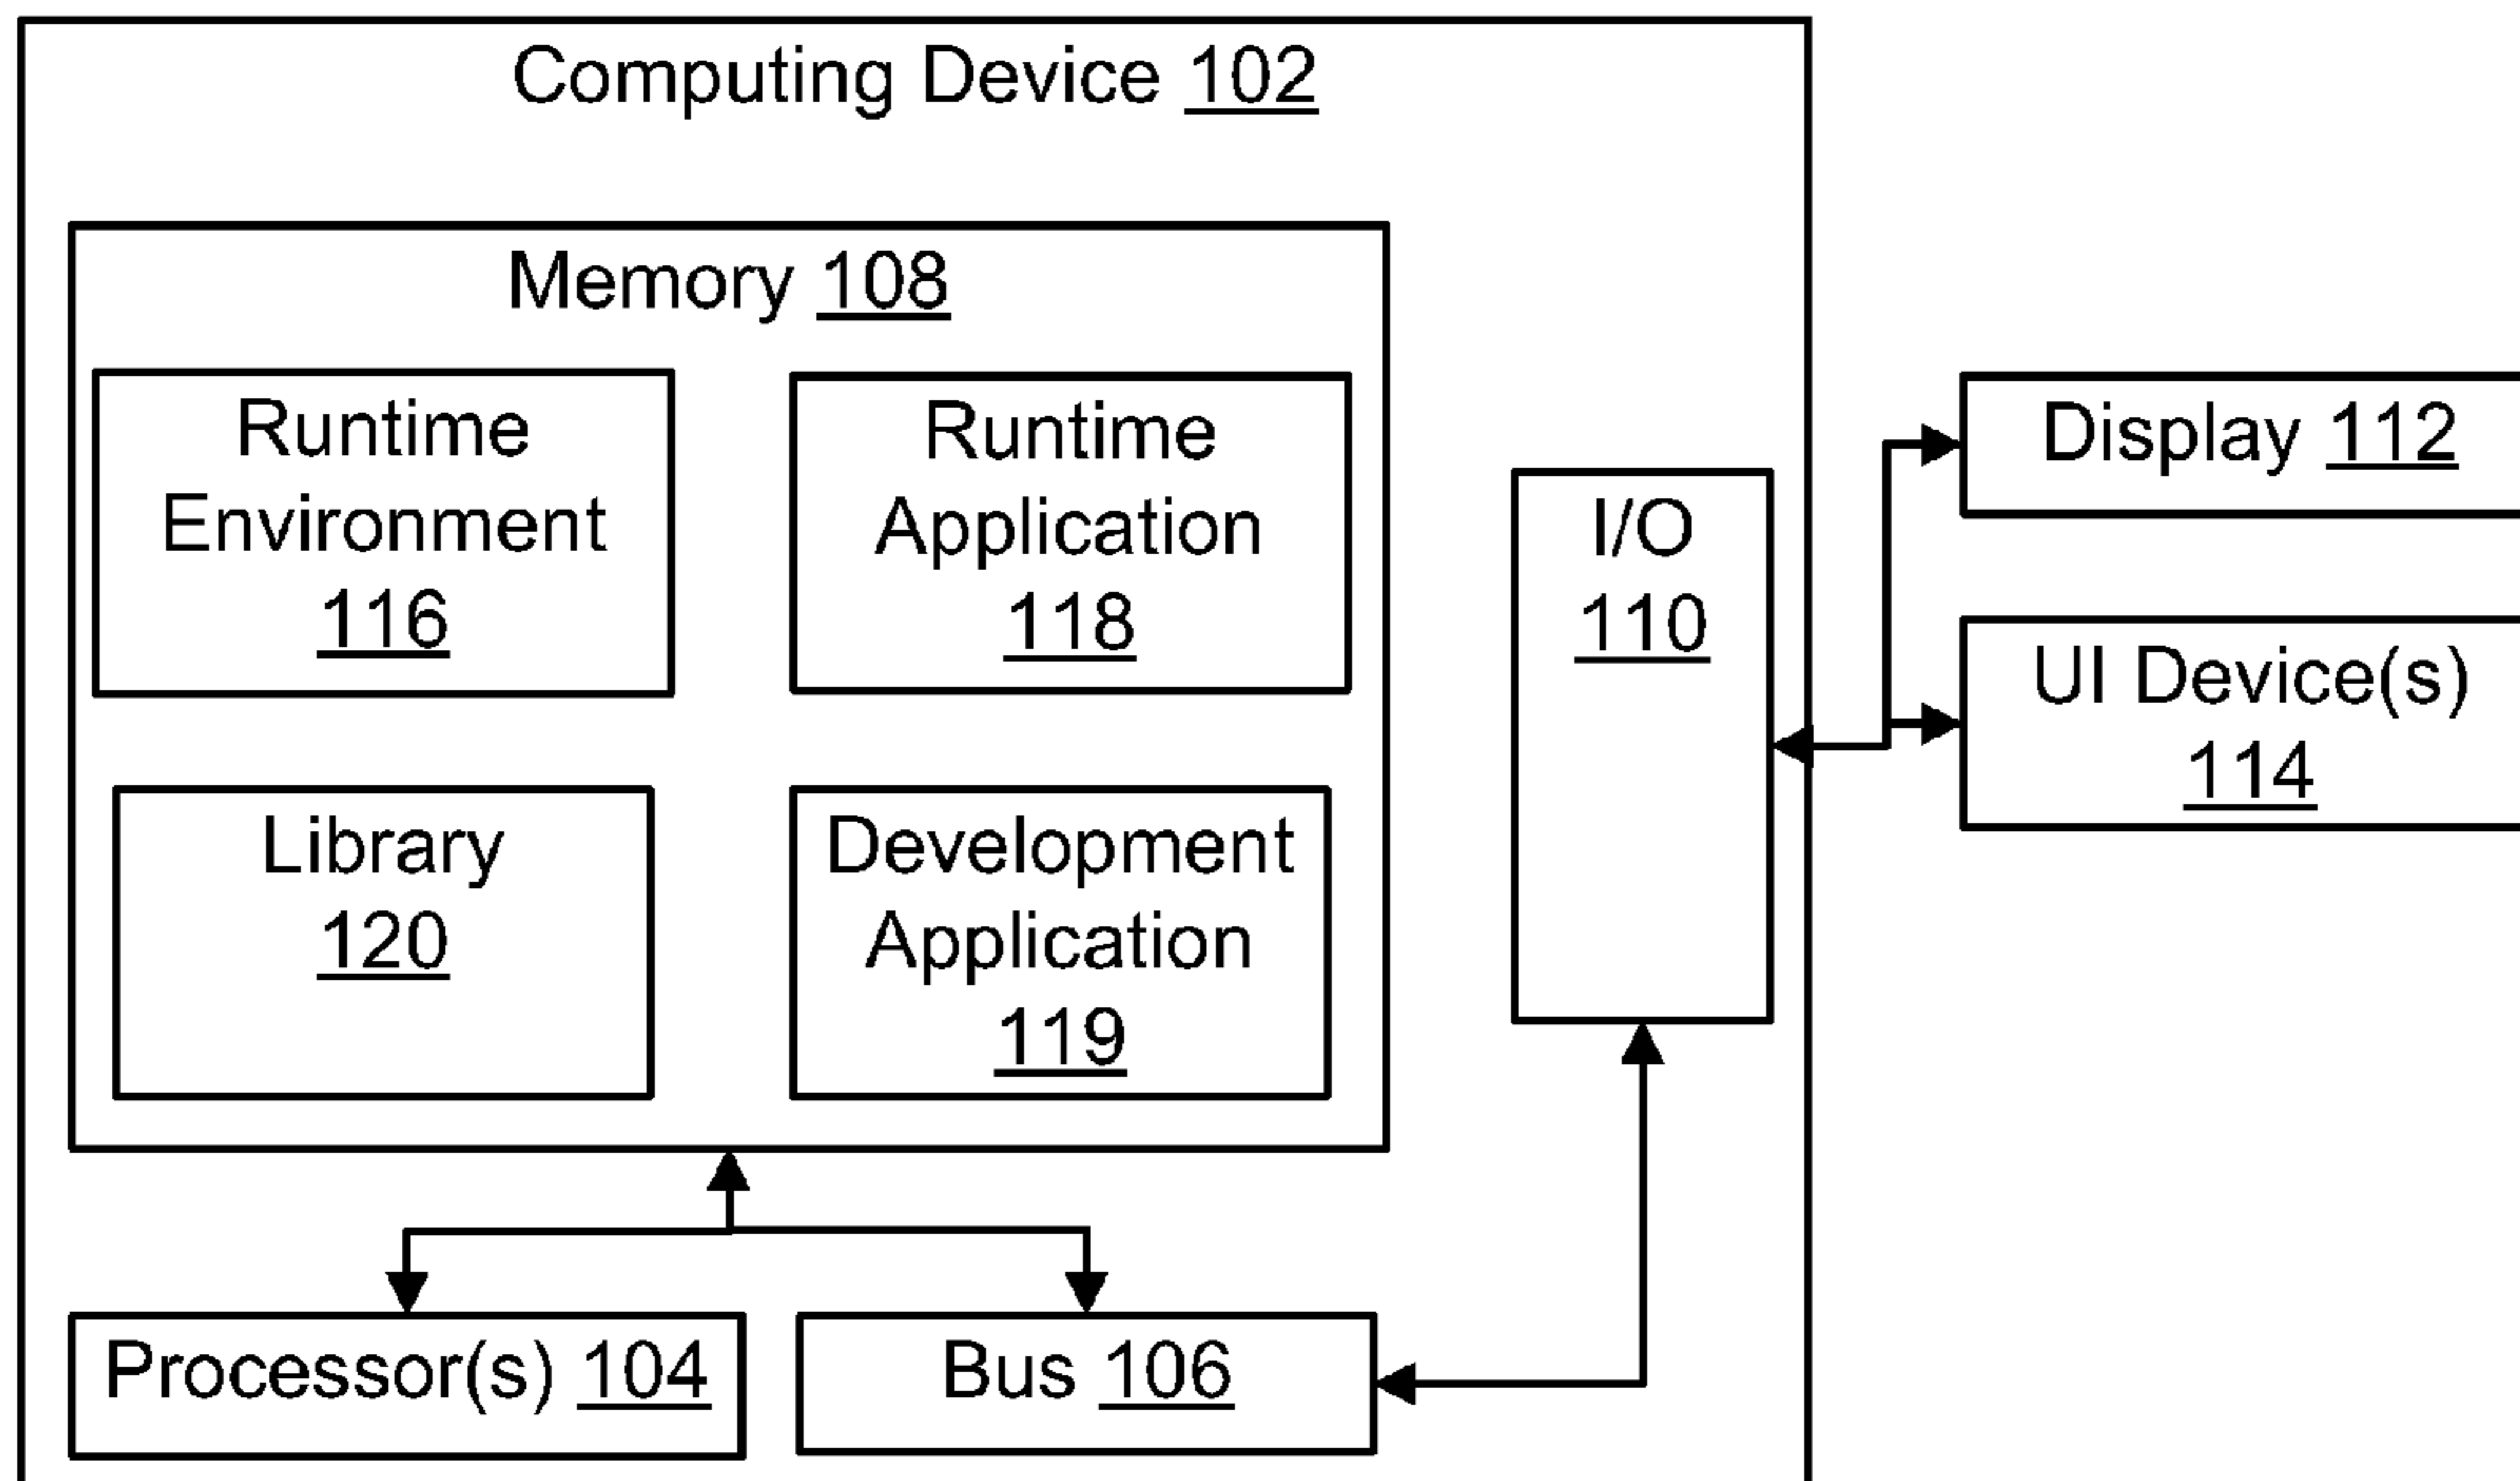 Computing Device 102
Memory 108
Runtime
Environment
116
Runtime
Application
118
Library
120
Development
Application
119
I/O
110
Display 112
UI Device(s)
114
Processor(s) 104
Bus 106